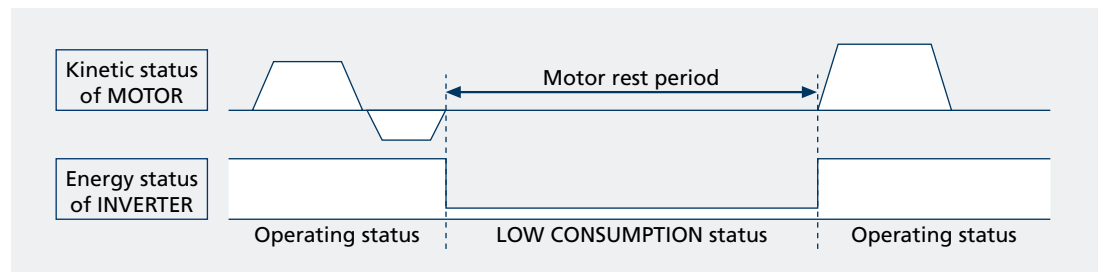 Kinetic status
of MOTOR
Motor rest period
Energy status
of INVERTER
Operating status
LOW CONSUMPTION status
Operating status